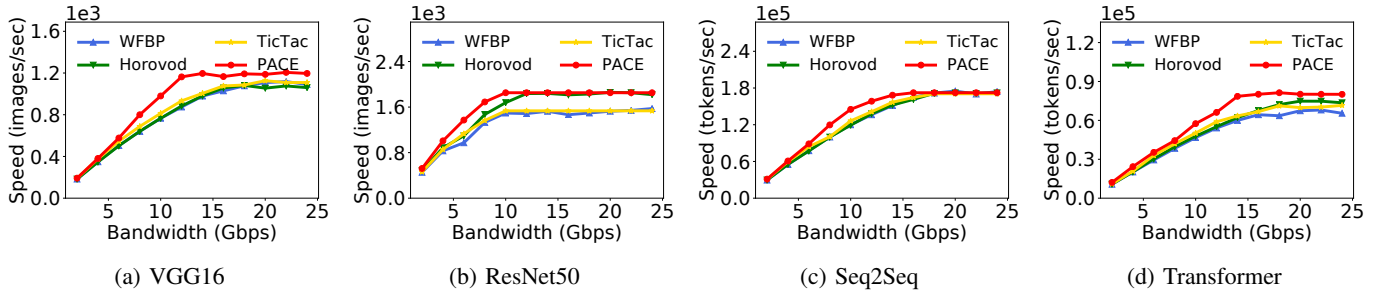 1e3
Speed (images/sec)
1.6
1.2
0.8
0.4
0.0
WFBP
Horovod
TicTac
PACE
5 10 15 20 25
Bandwidth (Gbps)
(a) VGG16
1e3
Speed (images/sec)
2.4
1.6
0.8
0.0
WFBP
Horovod
TicTac
PACE
5 10 15 20 25
Bandwidth (Gbps)
(b) ResNet50
1e5
Speed (tokens/sec)
2.4
1.8
1.2
0.6
0.0
WFBP
Horovod
TicTac
PACE
5 10 15 20 25
Bandwidth (Gbps)
(c) Seq2Seq
1e5
Speed (tokens/sec)
1.2
0.9
0.6
0.3
0.0
WFBP
Horovod
TicTac
PACE
5 10 15 20 25
Bandwidth (Gbps)
(d) Transformer